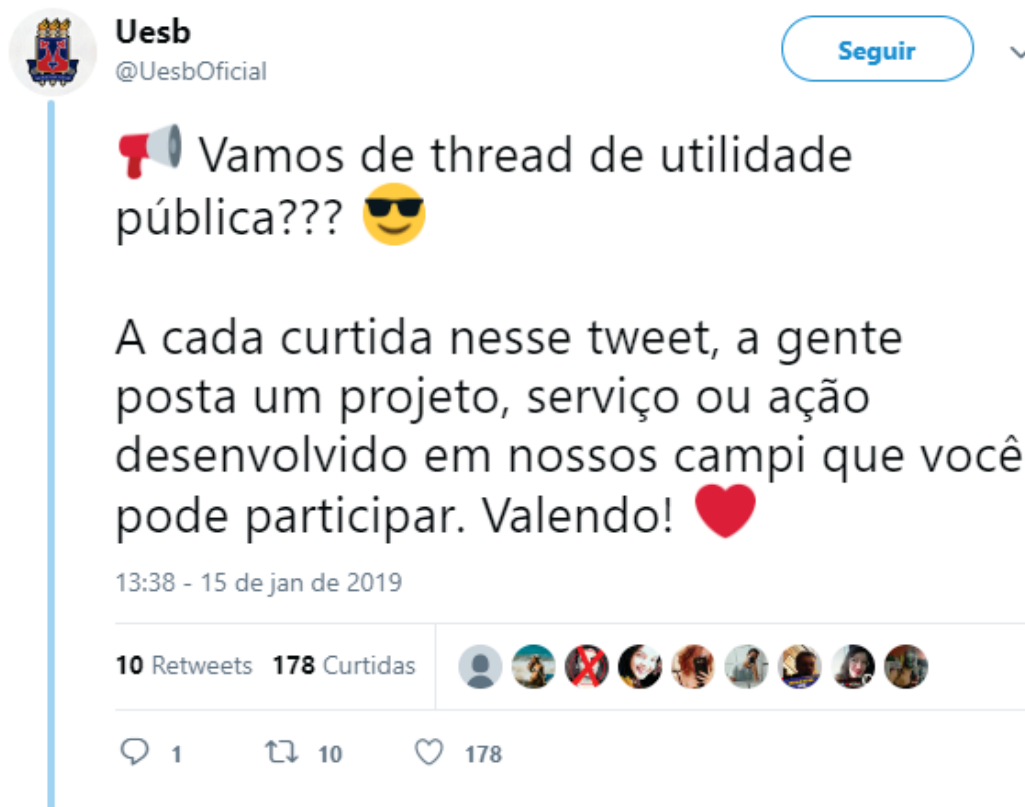 Uesb
@UesbOficial
Seguir
Vamos de thread de utilidade
pública???
A cada curtida nesse tweet, a gente
posta um projeto, serviço ou ação
desenvolvido em nossos campi que você
pode participar. Valendo!
13:38 - 15 de jan de 2019
10 Retweets 178 Curtidas
1 10 178